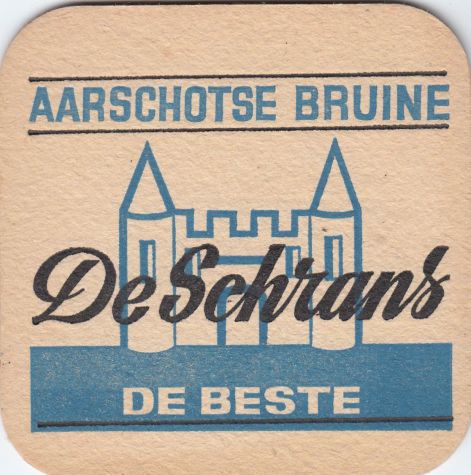 AARSCHOTSE BRUINE
De Schrans
DE BESTE